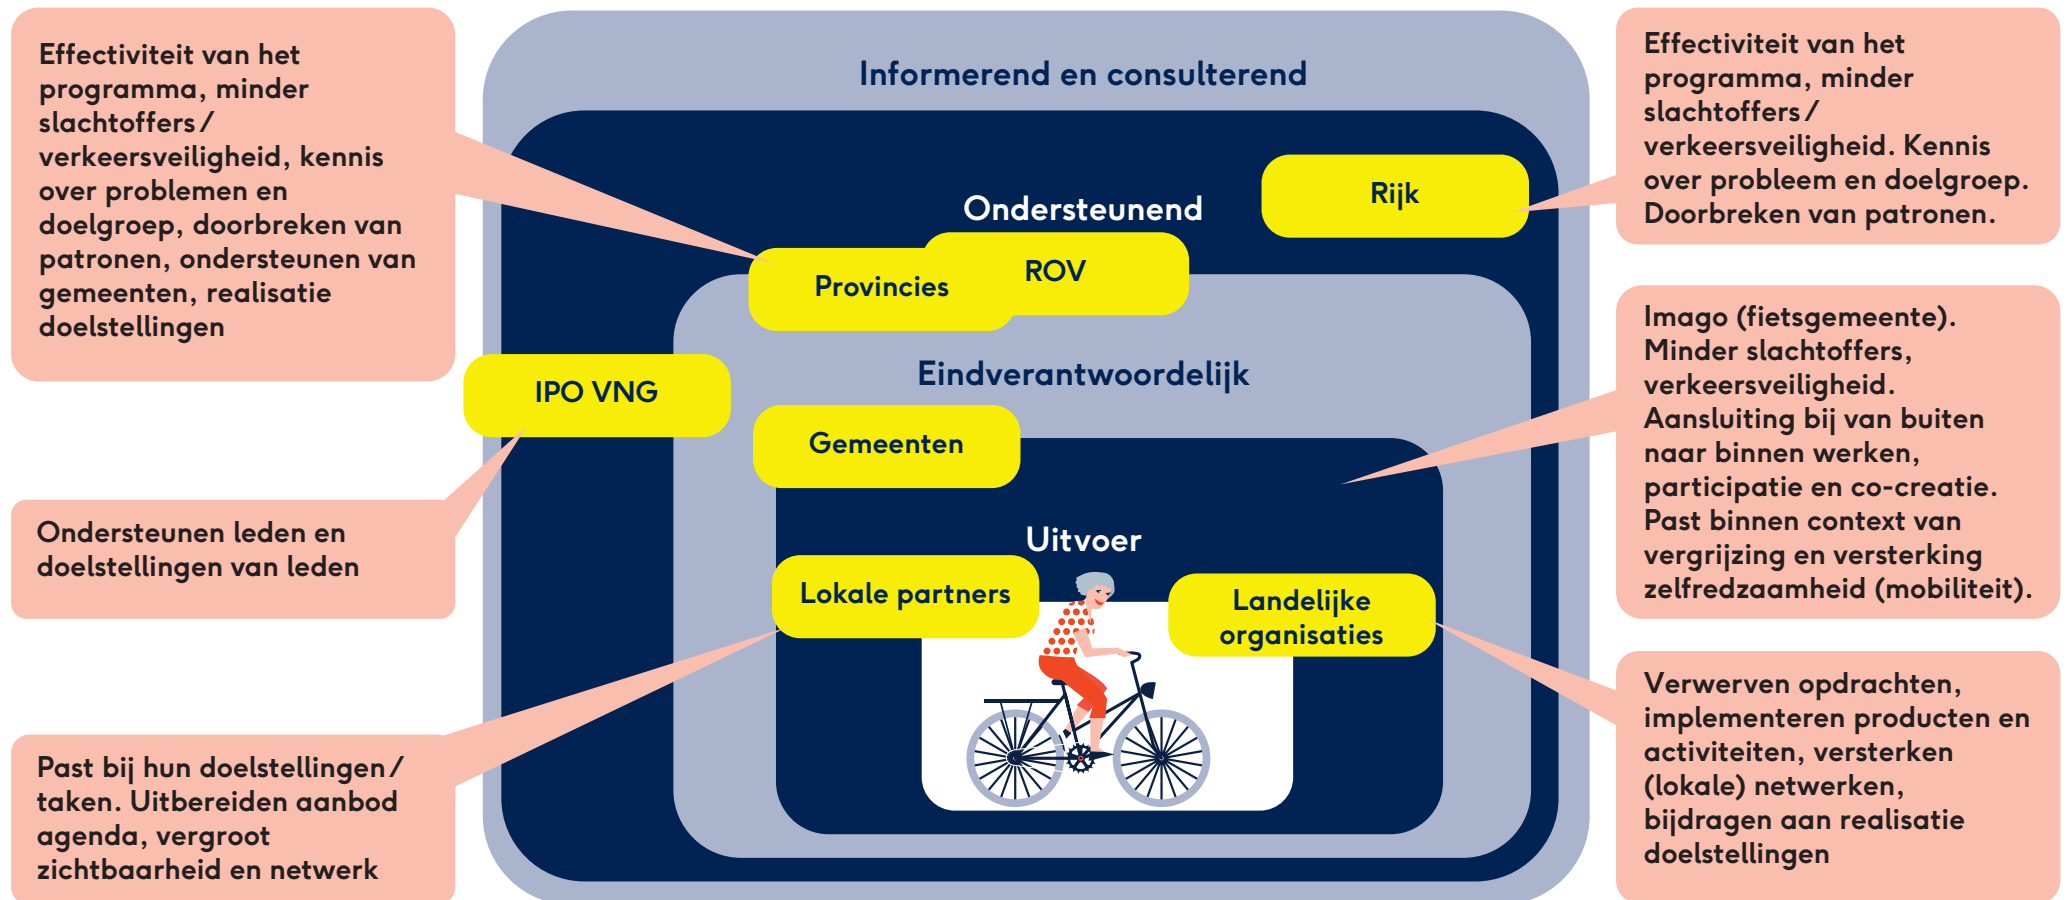 Effectiviteit van het
programma, minder
slachtoffers/
verkeersveiligheid, kennis
over problemen en
doelgroep, doorbreken van
patronen, ondersteunen van
gemeenten, realisatie
doelstellingen
Ondersteunen leden en
doelstellingen van leden
Past bij hun doelstellingen/
taken. Uitbereiden aanbod
agenda, vergroot
zichtbaarheid en netwerk
Informerend en consulterend
Ondersteunend
Rijk
ROV
Provincies
Eindverantwoordelijk
IPO VNG
Gemeenten
Uitvoer
Lokale partners
Landelijke
organisaties
Effectiviteit van het
programma, minder
slachtoffers/
verkeersveiligheid. Kennis
over probleem en doelgroep.
Doorbreken van patronen.
Imago (fietsgemeente).
Minder slachtoffers,
verkeersveiligheid.
Aansluiting bij van buiten
naar binnen werken,
participatie en co-creatie.
Past binnen context van
vergrijzing en versterking
zelfredzaamheid (mobiliteit).
Verwerven opdrachten,
implementeren producten en
activiteiten, versterken
(lokale) netwerken,
bijdragen aan realisatie
doelstellingen